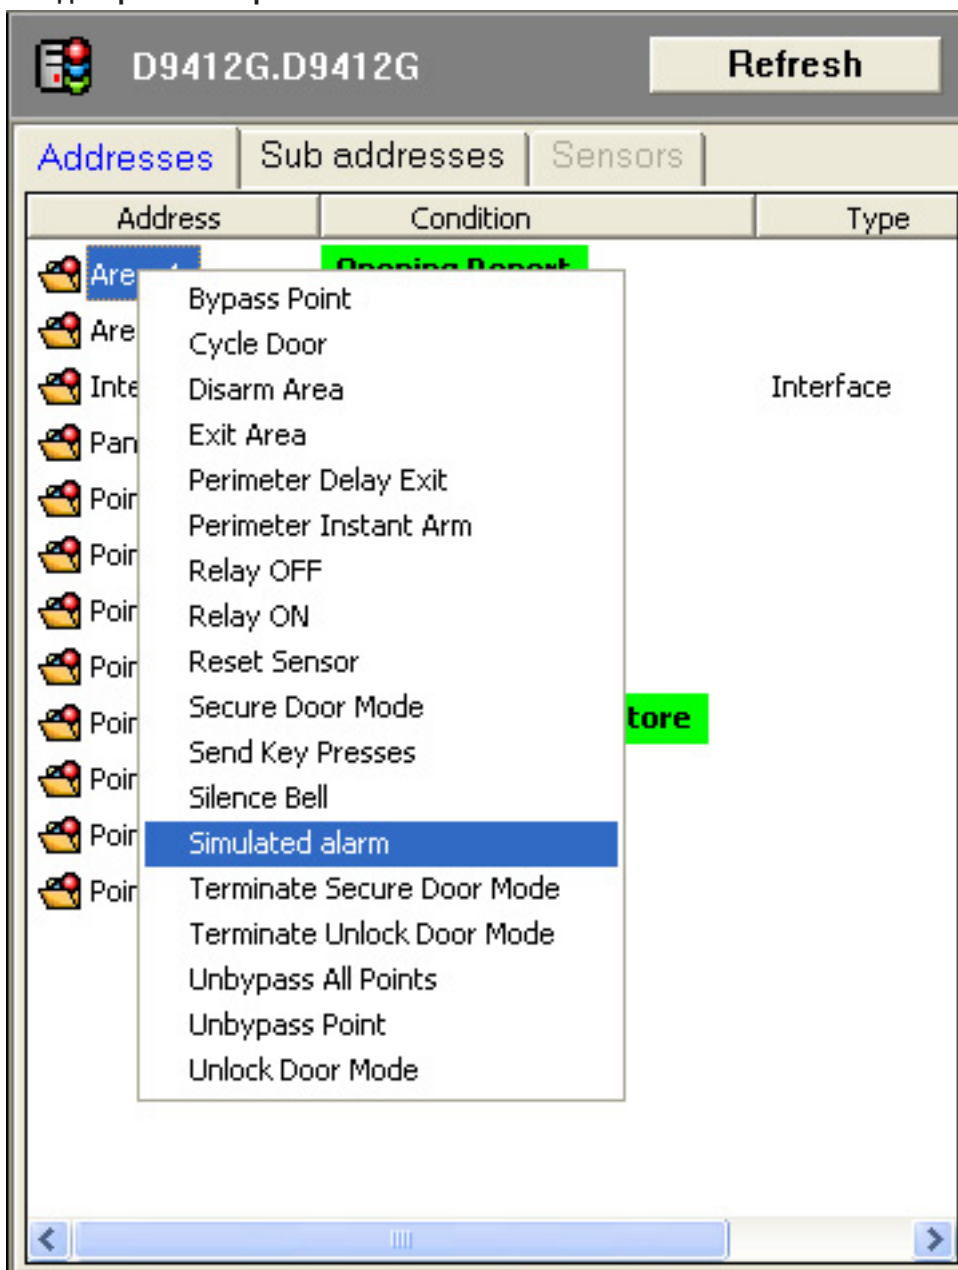 D9412G.D9412G Refresh
Addresses Sub addresses Sensors
Address Condition Type
Opening Report
Interface
Bypass Point
Cycle Door
Disarm Area
Exit Area
Perimeter Delay Exit
Perimeter Instant Arm
Relay OFF
Relay ON
Reset Sensor
Secure Door Mode
Send Key Presses
Silence Bell
Simulated alarm
Terminate Secure Door Mode
Terminate Unlock Door Mode
Unbypass All Points
Unbypass Point
Unlock Door Mode